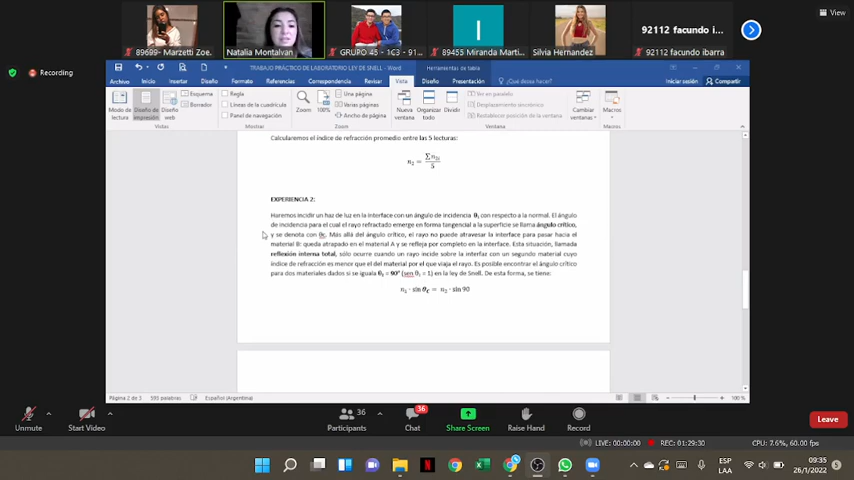 View
89699- Marzetti Zoe.
Natalia Montalvan
GRUPO 45 - 1C3 - 91...
I
89455 Miranda Marti...
Silvia Hernandez
92112 facundo i...
92112 facundo ibarra
Recording
TRABAJO PRÁCTICO DE LABORATORIO LEY DE SNELL - Word
Herramientas de tabla
Archivo Inicio Insertar Diseño Formato Referencias Correspondencia Revisar Vista Desarrollador Diseño Presentación ¿Qué desea hacer? Iniciar sesión Compartir
Modo de lectura
Diseño de impresión
Diseño web
Esquema
Borrador
Vistas
Regla
Líneas de la cuadrícula
Panel de navegación
Mostrar
Zoom
100%
Una página
Varias páginas
Ancho de página
Zoom
Nueva ventana
Organizar todo
Dividir
Ver en paralelo
Desplazamiento sincrónico
Restablecer posición de la ventana
Ventana
Cambiar ventanas
Macros
Macros
Calcularemos el índice de refracción promedio entre las 5 lecturas:
n₂ = ∑n₂ᵢ / 5
EXPERIENCIA 2:
Haremos incidir un haz de luz en la interface con un ángulo de incidencia θ₁ con respecto a la normal. El ángulo
de incidencia para el cual el rayo refractado emerge en forma tangencial a la superficie se llama ángulo crítico,
y se denota con θc. Más allá del ángulo crítico, el rayo no puede atravesar la interface para pasar hacia el
material B: queda atrapado en el material A y se refleja por completo en la interface. Esta situación, llamada
reflexión interna total, sólo ocurre cuando un rayo incide sobre la interfaz con un segundo material cuyo
índice de refracción es menor que el del material por el que viaja el rayo. Es posible encontrar el ángulo crítico
para dos materiales dados si se iguala θ₂ = 90° (sen θ₂ = 1) en la ley de Snell. De esta forma, se tiene:
n₁ · sin θc = n₂ · sin 90
Página 2 de 3
593 palabras
Español (Argentina)
100 %
Unmute
Start Video
36
Participants
36
Chat
Share Screen
Raise Hand
Record
Leave
LIVE: 00:00:00
REC: 01:29:30
CPU: 7.6%, 60.00 fps
ESP
LAA
09:35
26/1/2022